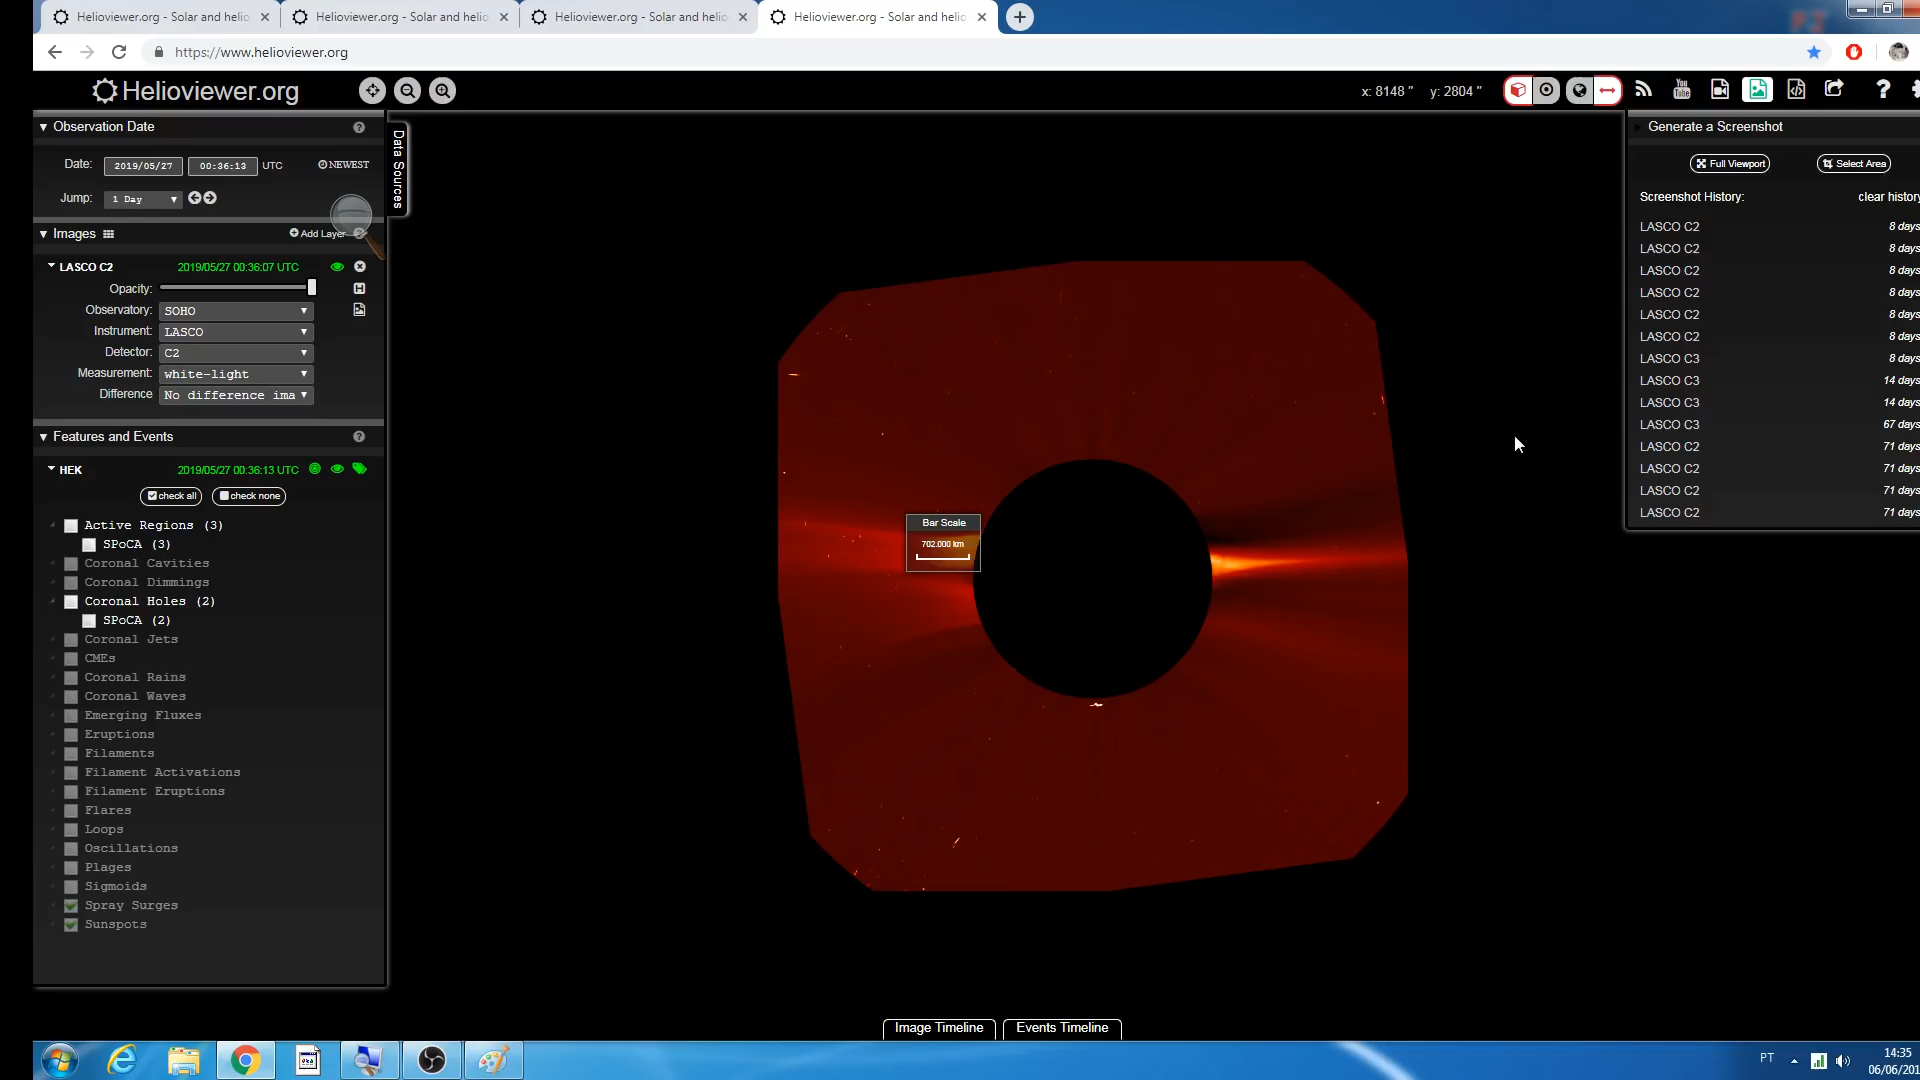 Helioviewer.org - Solar and helio
Helioviewer.org - Solar and helio
Helioviewer.org - Solar and helio
Helioviewer.org - Solar and helio
https://www.helioviewer.org
Helioviewer.org
x: 8148 "
y: 2804 "
You
Tube
Observation Date
Date:
2019/05/27
00:36:13
UTC
NEWEST
Jump:
1 Day
Data Sources
Images
Add Layer
LASCO C2
2019/05/27 00:36:07 UTC
Opacity:
Observatory:
SOHO
Instrument:
LASCO
Detector:
C2
Measurement:
white-light
Difference
No difference ima
Features and Events
HEK
2019/05/27 00:36:13 UTC
check all
check none
Active Regions (3)
SPoCA (3)
Coronal Cavities
Coronal Dimmings
Coronal Holes (2)
SPoCA (2)
Coronal Jets
CMEs
Coronal Rains
Coronal Waves
Emerging Fluxes
Eruptions
Filaments
Filament Activations
Filament Eruptions
Flares
Loops
Oscillations
Plages
Sigmoids
Spray Surges
Sunspots
Bar Scale
702.000 km
Generate a Screenshot
Full Viewport
Select Area
Screenshot History:
clear history
LASCO C2 8 days
LASCO C2 8 days
LASCO C2 8 days
LASCO C2 8 days
LASCO C2 8 days
LASCO C2 8 days
LASCO C3 8 days
LASCO C3 14 days
LASCO C3 14 days
LASCO C3 67 days
LASCO C2 71 days
LASCO C2 71 days
LASCO C2 71 days
LASCO C2 71 days
Image Timeline
Events Timeline
PT
14:35
06/06/201